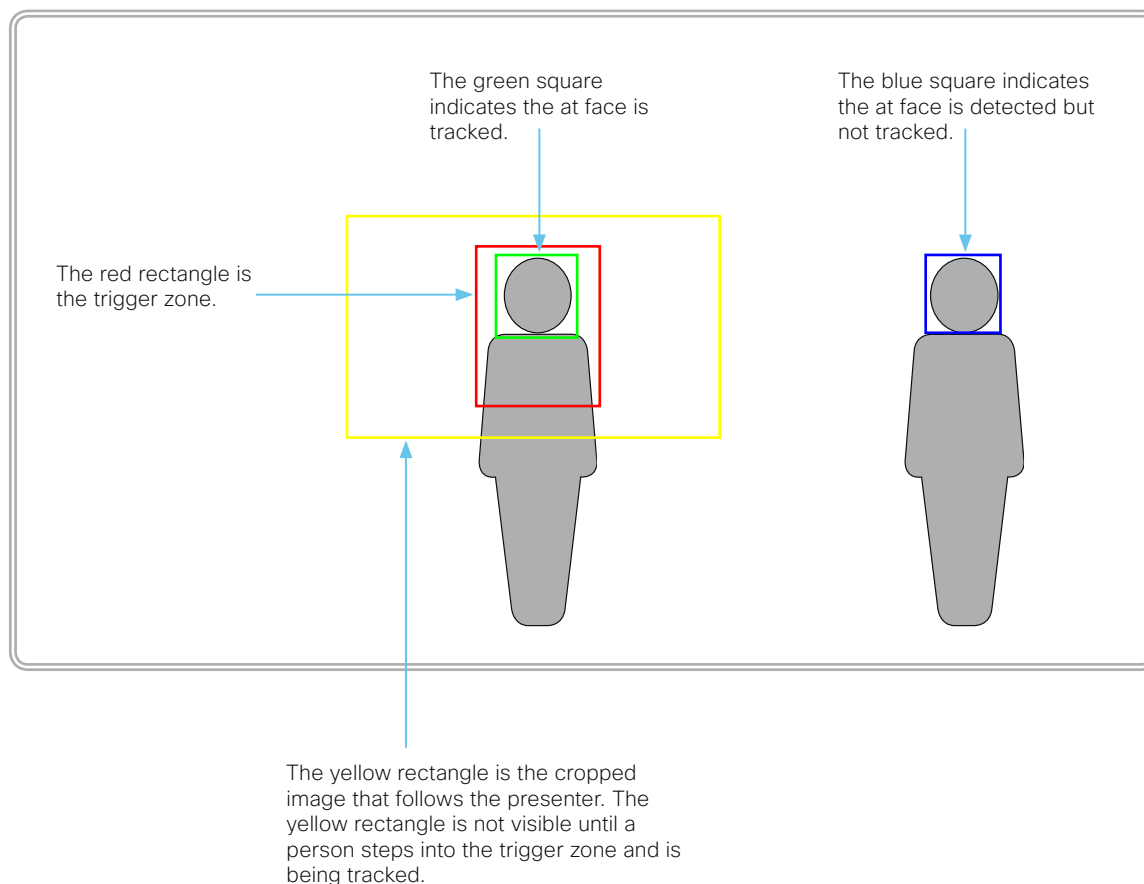 The green square
indicates the at face is
tracked.
The blue square indicates
the at face is detected but
not tracked.
The red rectangle is
the trigger zone.
The yellow rectangle is the cropped
image that follows the presenter. The
yellow rectangle is not visible until a
person steps into the trigger zone and is
being tracked.